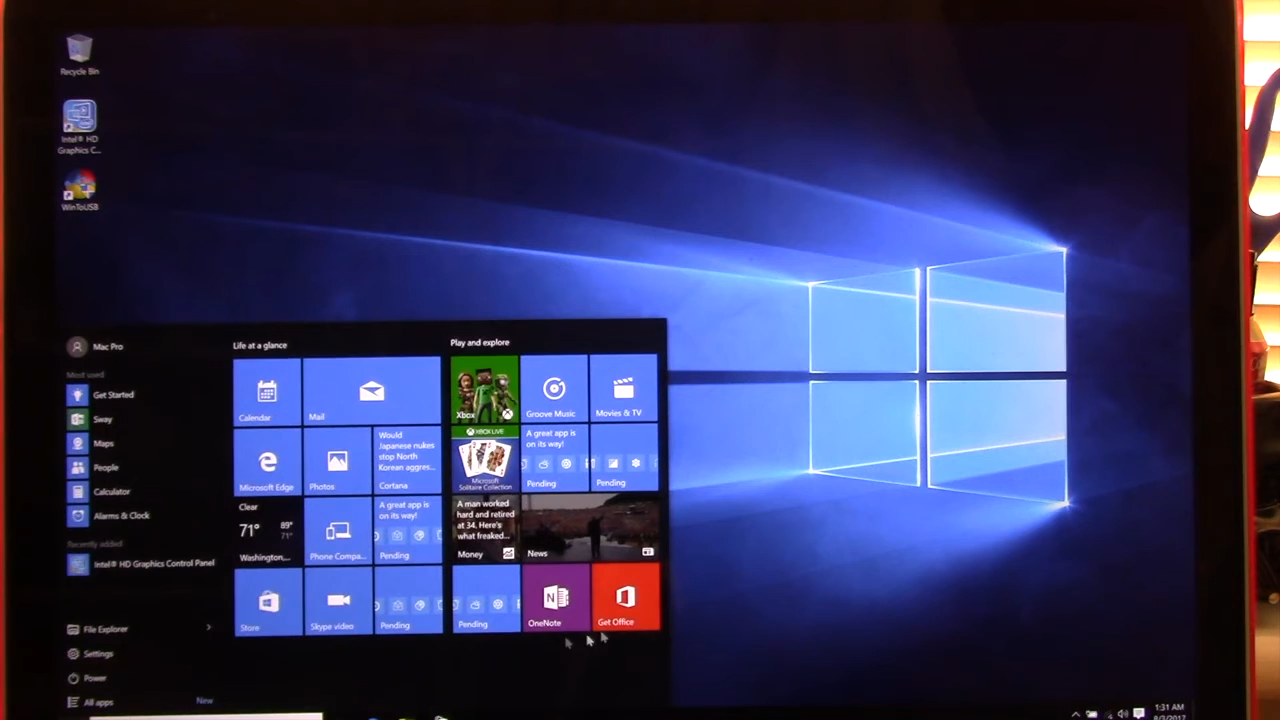 Recycle Bin
Intel® HD
Graphics C...
WinToUSB
Mac Pro
Most used
Get Started
Sway
Maps
People
Calculator
Alarms & Clock
Recently added
Intel® HD Graphics Control Panel
File Explorer
Settings
Power
All apps
New
Life at a glance
Calendar
Mail
Microsoft Edge
Photos
Would
Japanese nukes
stop North
Korean aggres...
Cortana
Clear
71° 89°
71°
Washington,...
Phone Compa...
A great app is
on its way!
Pending
Store
Skype video
Pending
Play and explore
Xbox
Groove Music
Movies & TV
XBOX LIVE
Microsoft
Solitaire Collection
A great app is
on its way!
Pending
Pending
A man worked
hard and retired
at 34. Here's
what freaked...
Money
News
Pending
OneNote
Get Office
1:31 AM
8/3/2017